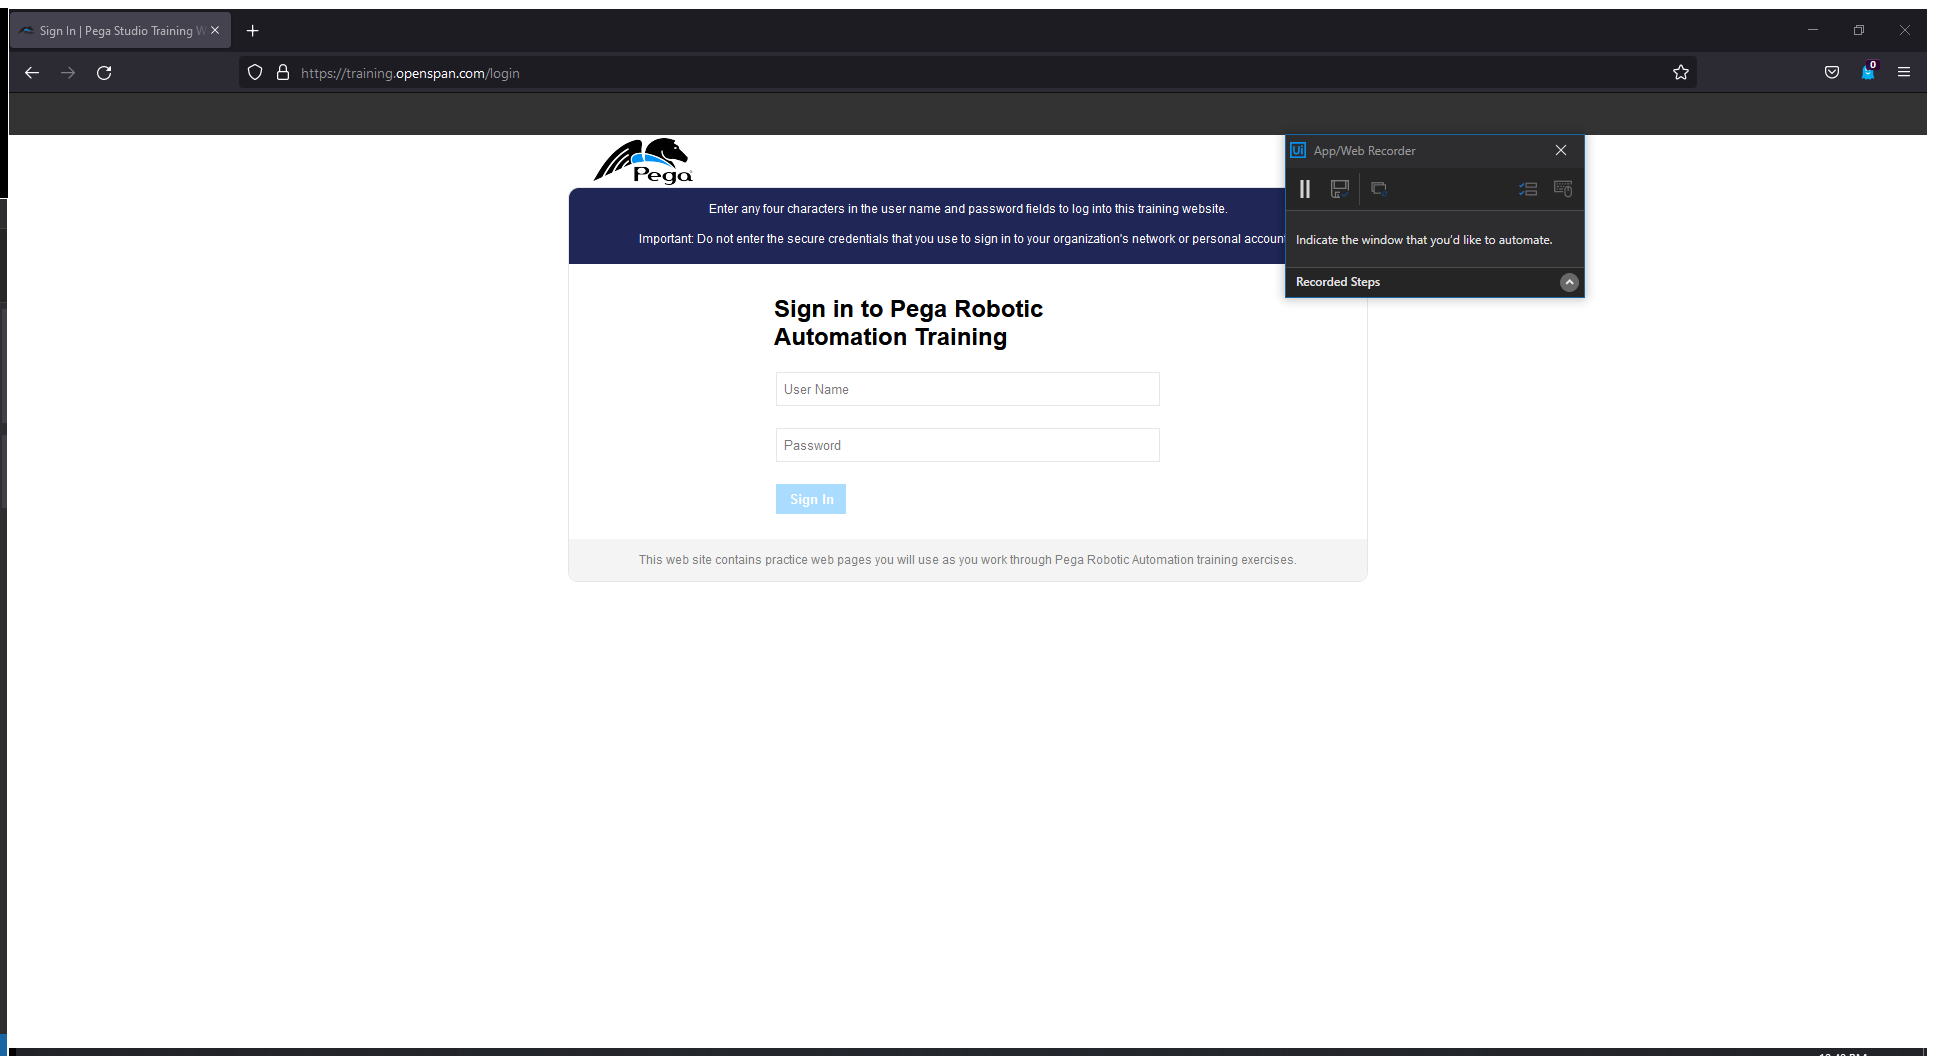 Sign In | Pega Studio Training W
https://training.openspan.com/login
0
Pega
Enter any four characters in the user name and password fields to log into this training website.
Important: Do not enter the secure credentials that you use to sign in to your organization's network or personal accoun
Ui App/Web Recorder
Indicate the window that you'd like to automate.
Recorded Steps
Sign in to Pega Robotic
Automation Training
User Name
Password
Sign In
This web site contains practice web pages you will use as you work through Pega Robotic Automation training exercises.